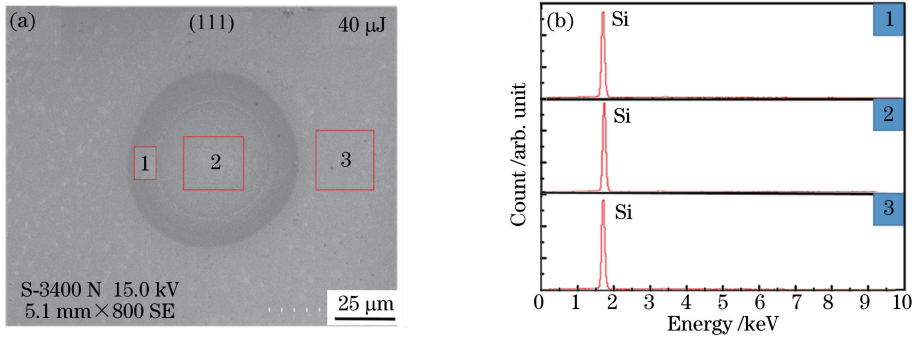 (a)
(111)
40 μJ
1
2
3
S-3400 N 15.0 kV
5.1 mm×800 SE
25 μm
(b)
Si
1
Si
2
Si
3
Count /arb. unit
0 1 2 3 4 5 6 7 8 9 10
Energy /keV